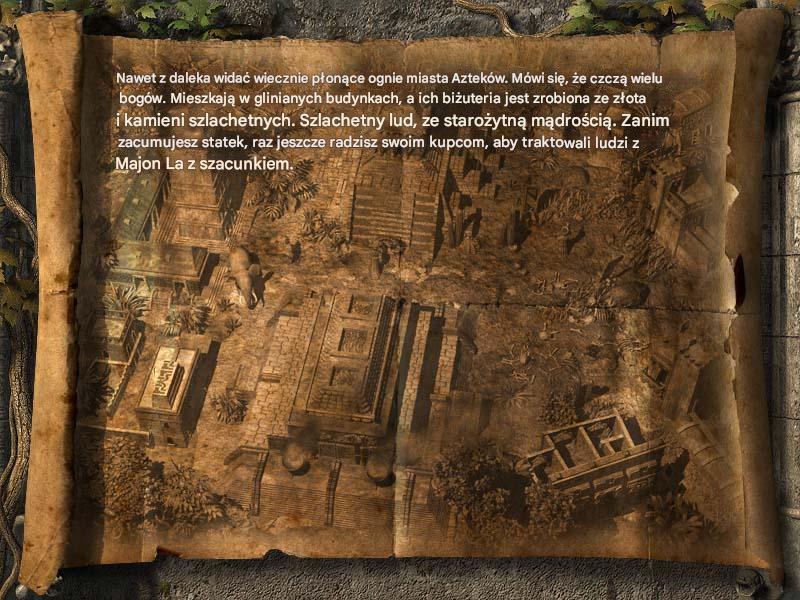 Nawet z daleka widać wiecznie płonące ognie miasta Azteków. Mówi się, że czczą wielu
bogów. Mieszkają w glinianych budynkach, a ich biżuteria jest zrobiona ze złota
i kamieni szlachetnych. Szlachetny lud, ze starożytną mądrością. Zanim
zacumujesz statek, raz jeszcze radzisz swoim kupcom, aby traktowali ludzi z
Majon La z szacunkiem.